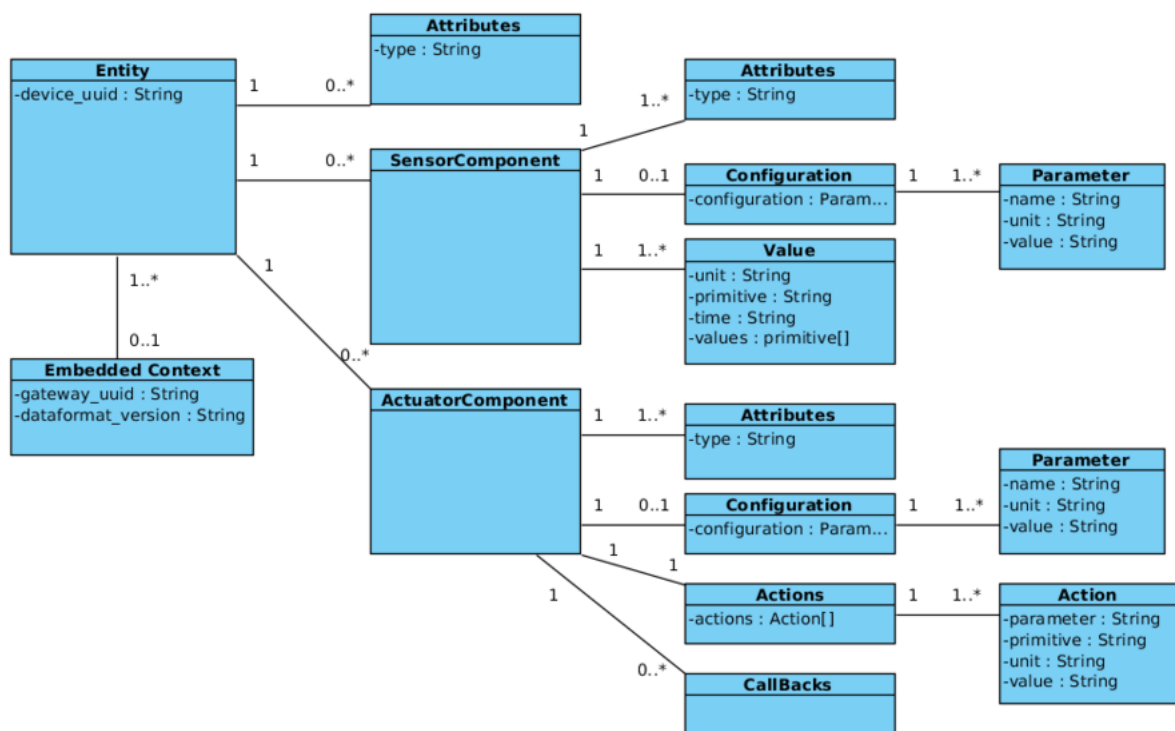 Attributes
-type : String
Entity
-device_uuid : String
1
0..*
Attributes
-type : String
1..*
1
1
0..*
SensorComponent
1
0..1
Configuration
-configuration : Param...
1
1..*
Parameter
-name : String
-unit : String
-value : String
1
1..*
Value
-unit : String
-primitive : String
-time : String
-values : primitive[]
1
1..*
0..1
0..*
Embedded Context
-gateway_uuid : String
-dataformat_version : String
ActuatorComponent
1
1..*
Attributes
-type : String
1
0..1
Configuration
-configuration : Param...
1
1..*
Parameter
-name : String
-unit : String
-value : String
1
1
Actions
-actions : Action[]
1
1..*
Action
-parameter : String
-primitive : String
-unit : String
-value : String
1
0..*
CallBacks